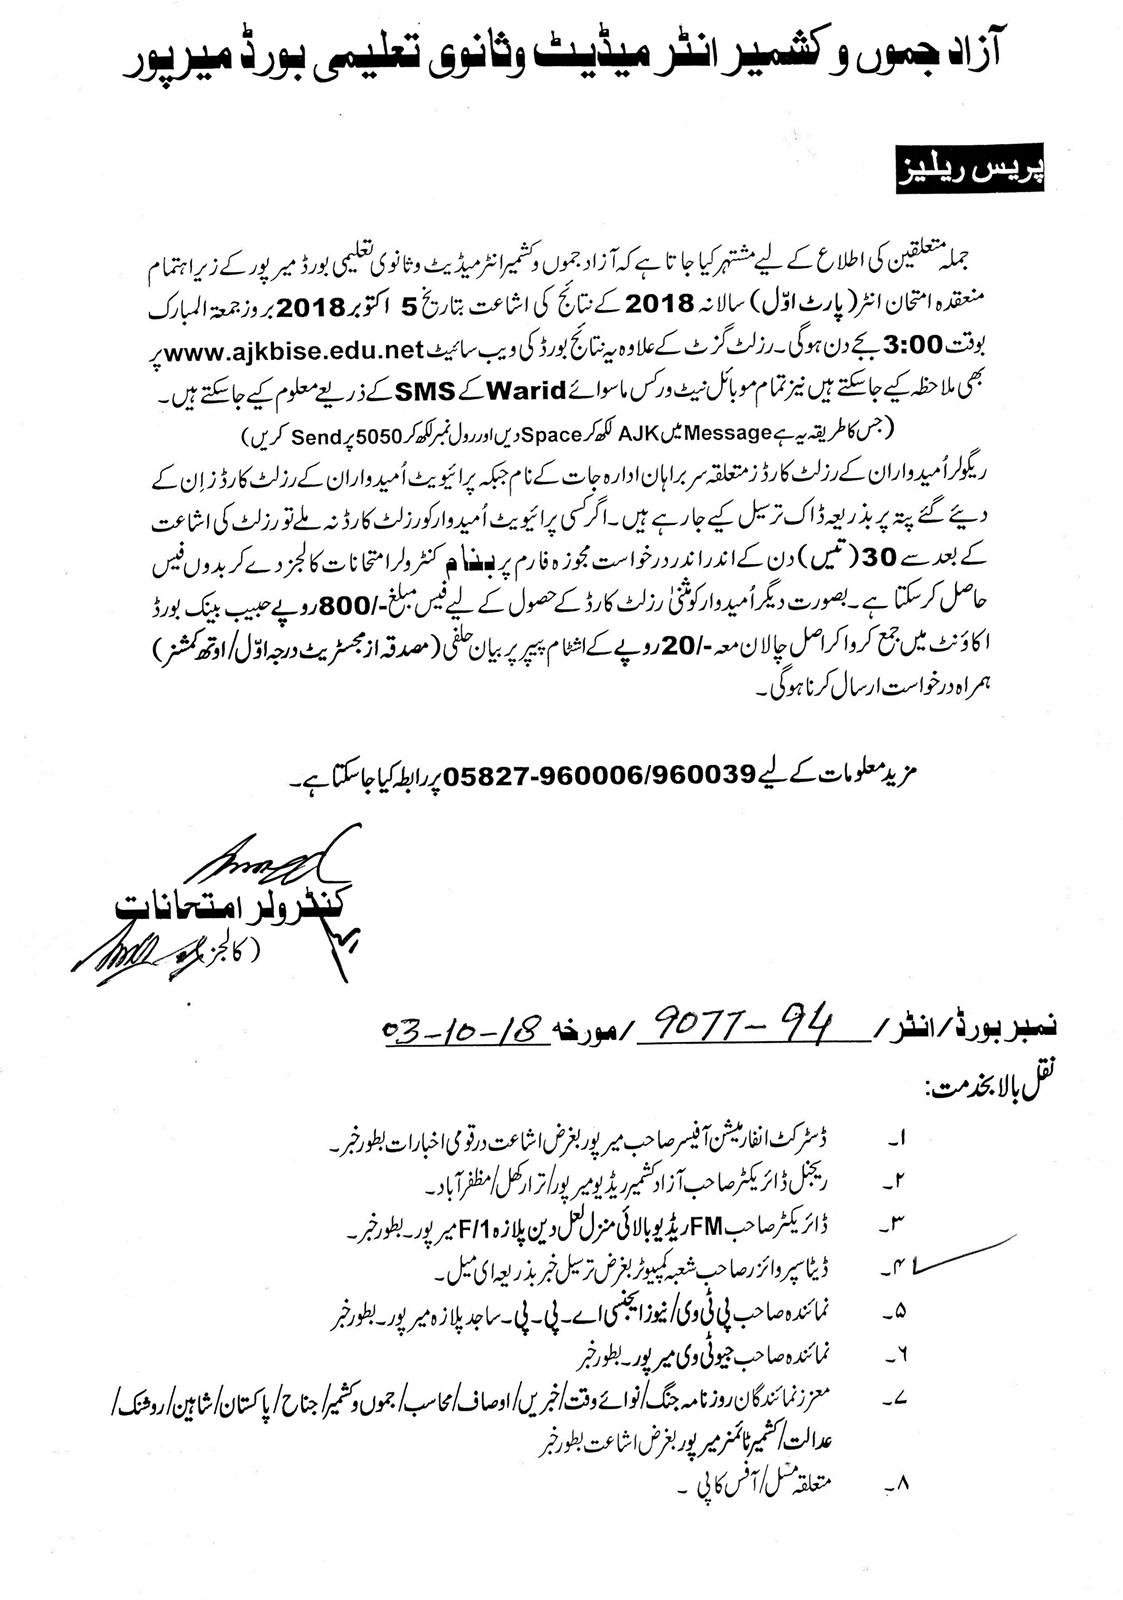 آزاد جموں و کشمیر انٹر میڈیٹ وثانوی تعلیمی بورڈ میرپور
پریس ریلیز
جملہ متعلقین کی اطلاع کے لیے مشتہر کیا جاتا ہے کہ آزاد جموں و کشمیر انٹرمیڈیٹ وثانوی تعلیمی بورڈ میرپور کے زیر اہتمام
منعقدہ امتحان انٹر (پارٹ اوّل) سالانہ 2018 کے نتائج کی اشاعت بتاریخ 5 اکتوبر 2018 بروز جمعۃ المبارک
بوقت 3:00 بجے دن ہوگی۔ رزلٹ گزٹ کے علاوہ یہ نتائج بورڈ کی ویب سائیٹ www.ajkbise.edu.net پر
بھی ملاحظہ کیے جاسکتے ہیں نیز تمام موبائل نیٹ ورکس ماسوائے Warid کے SMS کے ذریعے معلوم کیے جاسکتے ہیں۔
(جس کا طریقہ یہ ہے Message میں AJK لکھ کر Space دیں اور رول نمبر لکھ کر 5050 پر Send کریں)
ریگولر اُمیدواران کے رزلٹ کارڈز متعلقہ سربراہان ادارہ جات کے نام جبکہ پرائیویٹ اُمیدواران کے رزلٹ کارڈز اِن کے
دیئے گئے پتہ پر بذریعہ ڈاک ترسیل کیے جارہے ہیں۔ اگر کسی پرائیویٹ اُمیدوار کو رزلٹ کارڈ نہ ملے تو رزلٹ کی اشاعت
کے بعد سے 30 (تیس) دن کے اندر اندر درخواست مجوزہ فارم پر بنام کنٹرولر امتحانات کالجز دے کر بدوں فیس
حاصل کر سکتا ہے۔ بصورت دیگر اُمیدوار کو مثنیٰ رزلٹ کارڈ کے حصول کے لیے فیس مبلغ -/800 روپے حبیب بینک بورڈ
اکاؤنٹ میں جمع کروا کر اصل چالان معہ -/20 روپے کے اشٹام پیپر پر بیان حلفی (مصدقہ از مجسٹریٹ درجہ اوّل/اوتھ کمشنر)
ہمراہ درخواست ارسال کرنا ہوگی۔
مزید معلومات کے لیے 05827-960006/960039 پر رابطہ کیا جاسکتا ہے۔
کنٹرولر امتحانات
(کالجز)
نمبر بورڈ/انٹر/ 9077-94 /مورخہ 03-10-18
نقل بالا بخدمت:
۱۔ ڈسٹرکٹ انفارمیشن آفیسر صاحب میرپور بغرض اشاعت در قومی اخبارات بطور خبر۔
۲۔ ریجنل ڈائریکٹر صاحب آزاد کشمیر ریڈیو میرپور/تراڑکھل/مظفرآباد۔
۳۔ ڈائریکٹر صاحب FM ریڈیو بالائی منزل لعل دین پلازہ F/1 میرپور۔ بطور خبر۔
۴۔ ڈیٹا سپروائزر صاحب شعبہ کمپیوٹر بغرض ترسیل خبر بذریعہ ای میل۔
۵۔ نمائندہ صاحب پی ٹی وی/نیوز ایجنسی اے۔پی۔پی۔ ساجد پلازہ میرپور۔ بطور خبر
۶۔ نمائندہ صاحب جیو ٹی وی میرپور۔ بطور خبر
۷۔ معزز نمائندگان روزنامہ جنگ/نوائے وقت/خبریں/اوصاف/محاسب/جموں و کشمیر/جناح/پاکستان/شاہین/روشنک/
عدالت/کشمیر ٹائمنز میرپور بغرض اشاعت بطور خبر
۸۔ متعلقہ مسل/آفس کاپی ۔